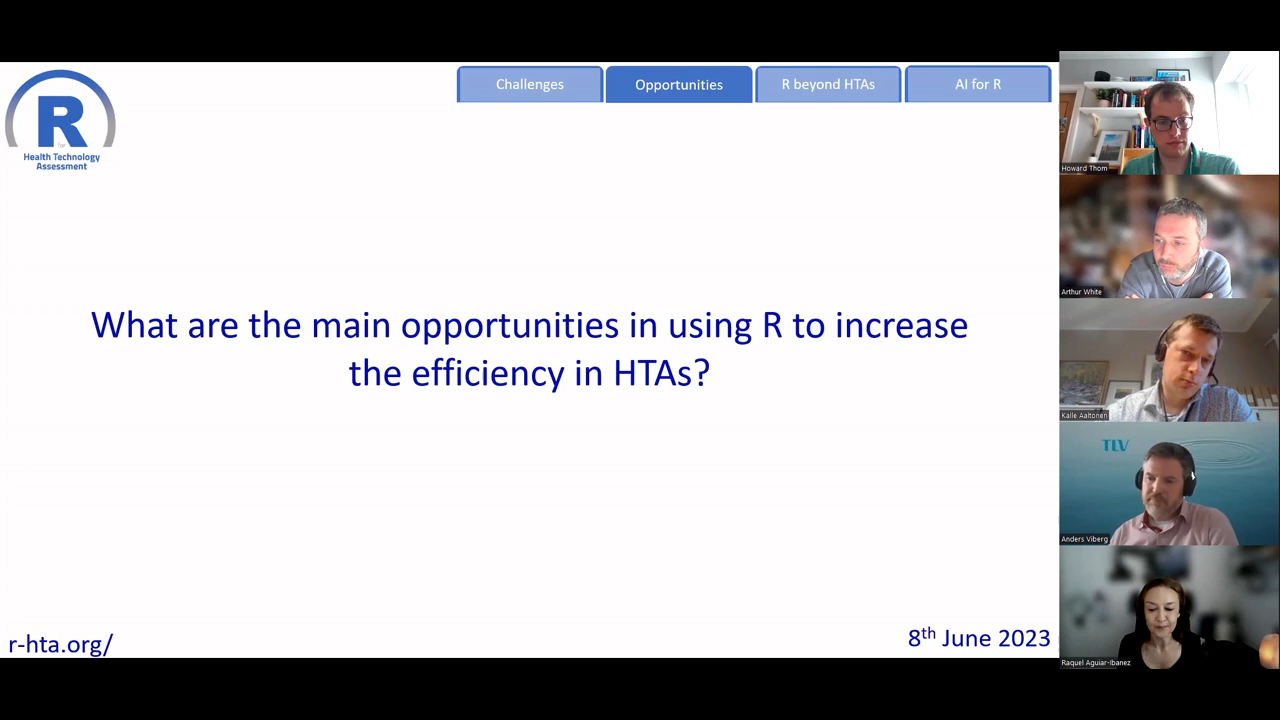 Challenges
Opportunities
R beyond HTAs
AI for R
R
for
Health Technology
Assessment
What are the main opportunities in using R to increase
the efficiency in HTAs?
r-hta.org/
8th June 2023
Howard Thom
Arthur White
Kalle Aaltonen
TLV
Anders Viberg
Raquel Aguiar-Ibanez